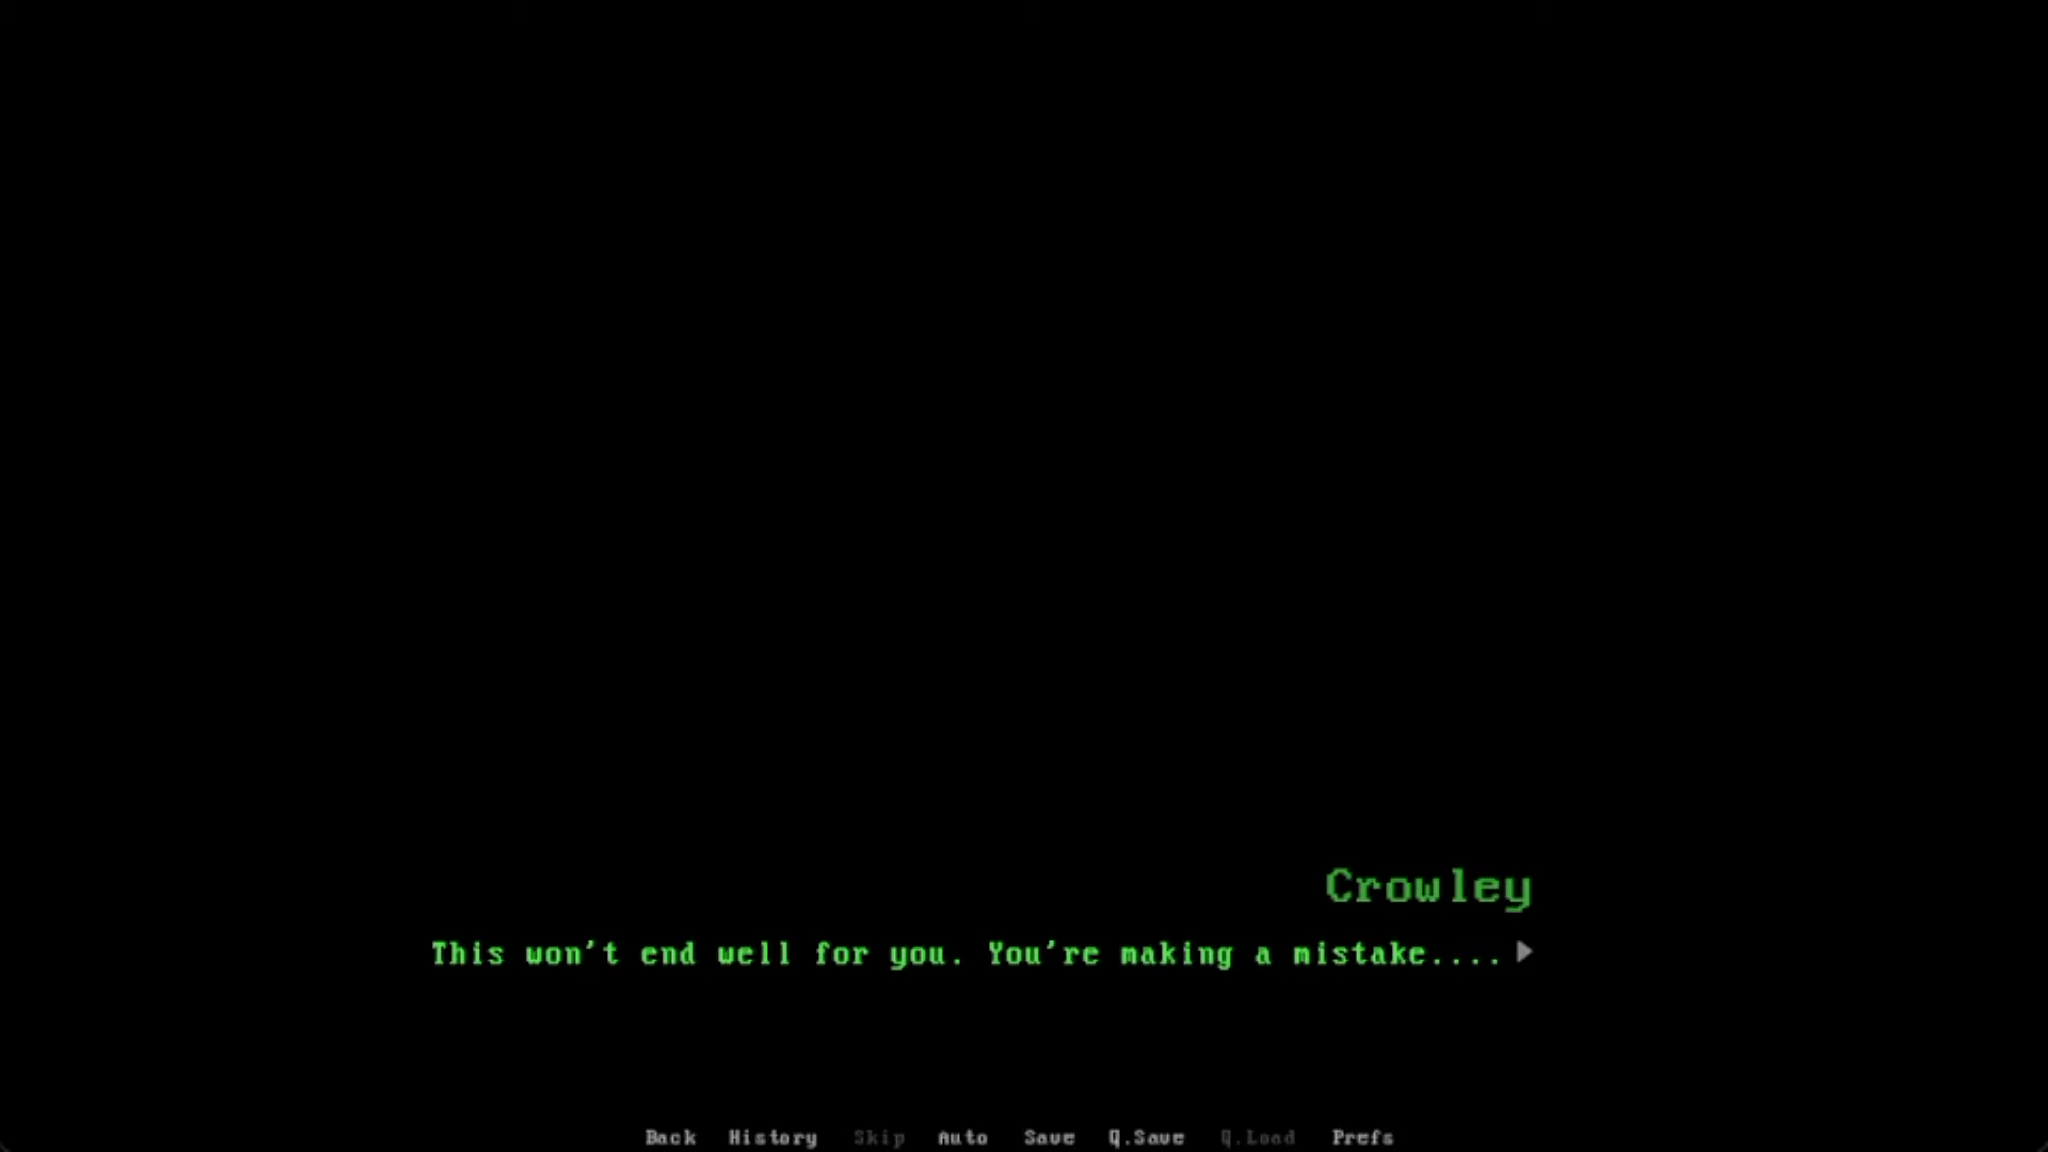 Crowley
This won't end well for you. You're making a mistake....
Back History Skip Auto Save Q.Save Q.Load Prefs